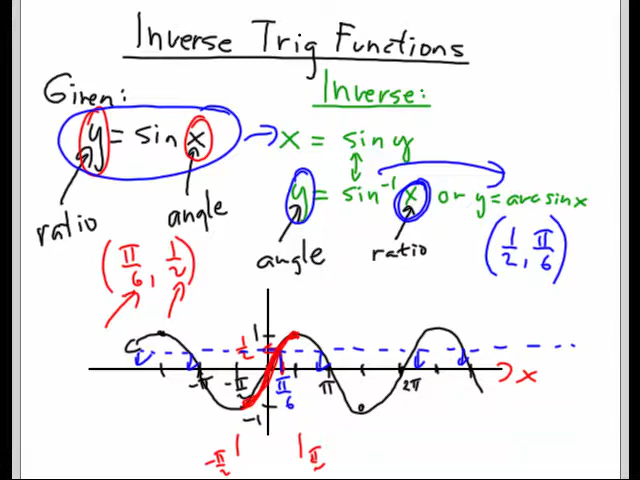 Inverse Trig Functions
Given:
Inverse:
y = sin x
x = sin y
y = sin⁻¹ x or y = arcsin x
ratio
angle
angle
ratio
(π/6, 1/2)
(1/2, π/6)
1
1/2
-π
-π/2
π/6
π
2π
x
-1
-π/2
π/2